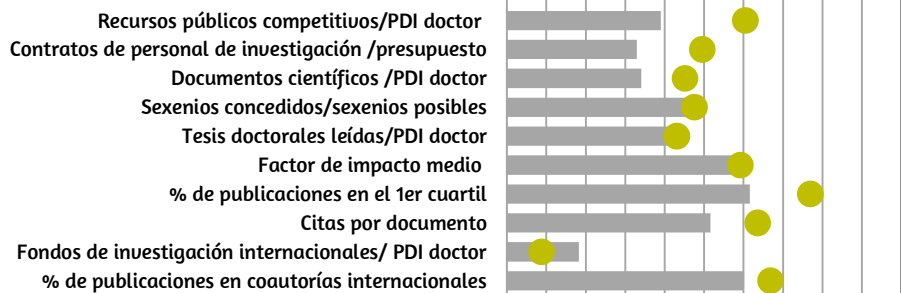 Recursos públicos competitivos/PDI doctor
Contratos de personal de investigación /presupuesto
Documentos científicos /PDI doctor
Sexenios concedidos/sexenios posibles
Tesis doctorales leídas/PDI doctor
Factor de impacto medio
% de publicaciones en el 1er cuartil
Citas por documento
Fondos de investigación internacionales/ PDI doctor
% de publicaciones en coautorías internacionales